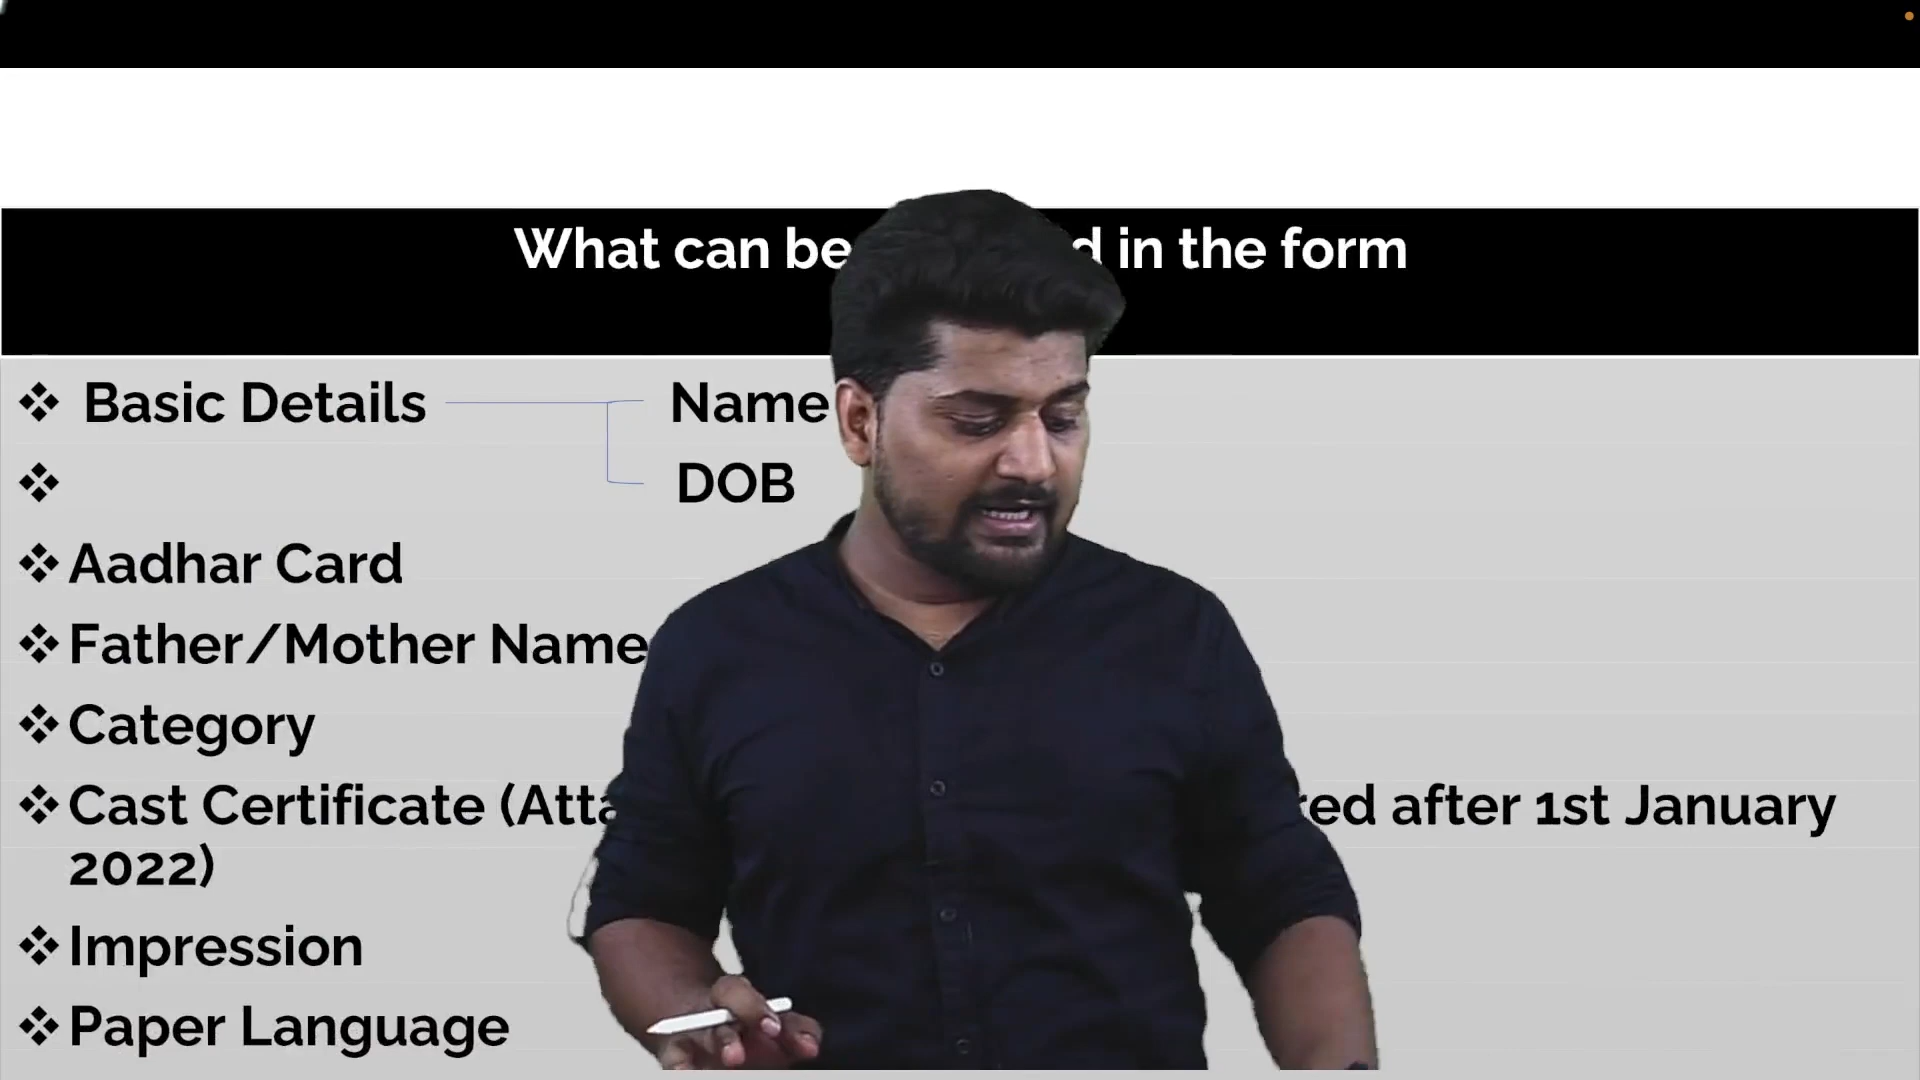 What can be d in the form
Basic Details Name
DOB
Aadhar Card
Father/Mother Name
Category
Cast Certificate (Atta red after 1st January
2022)
Impression
Paper Language